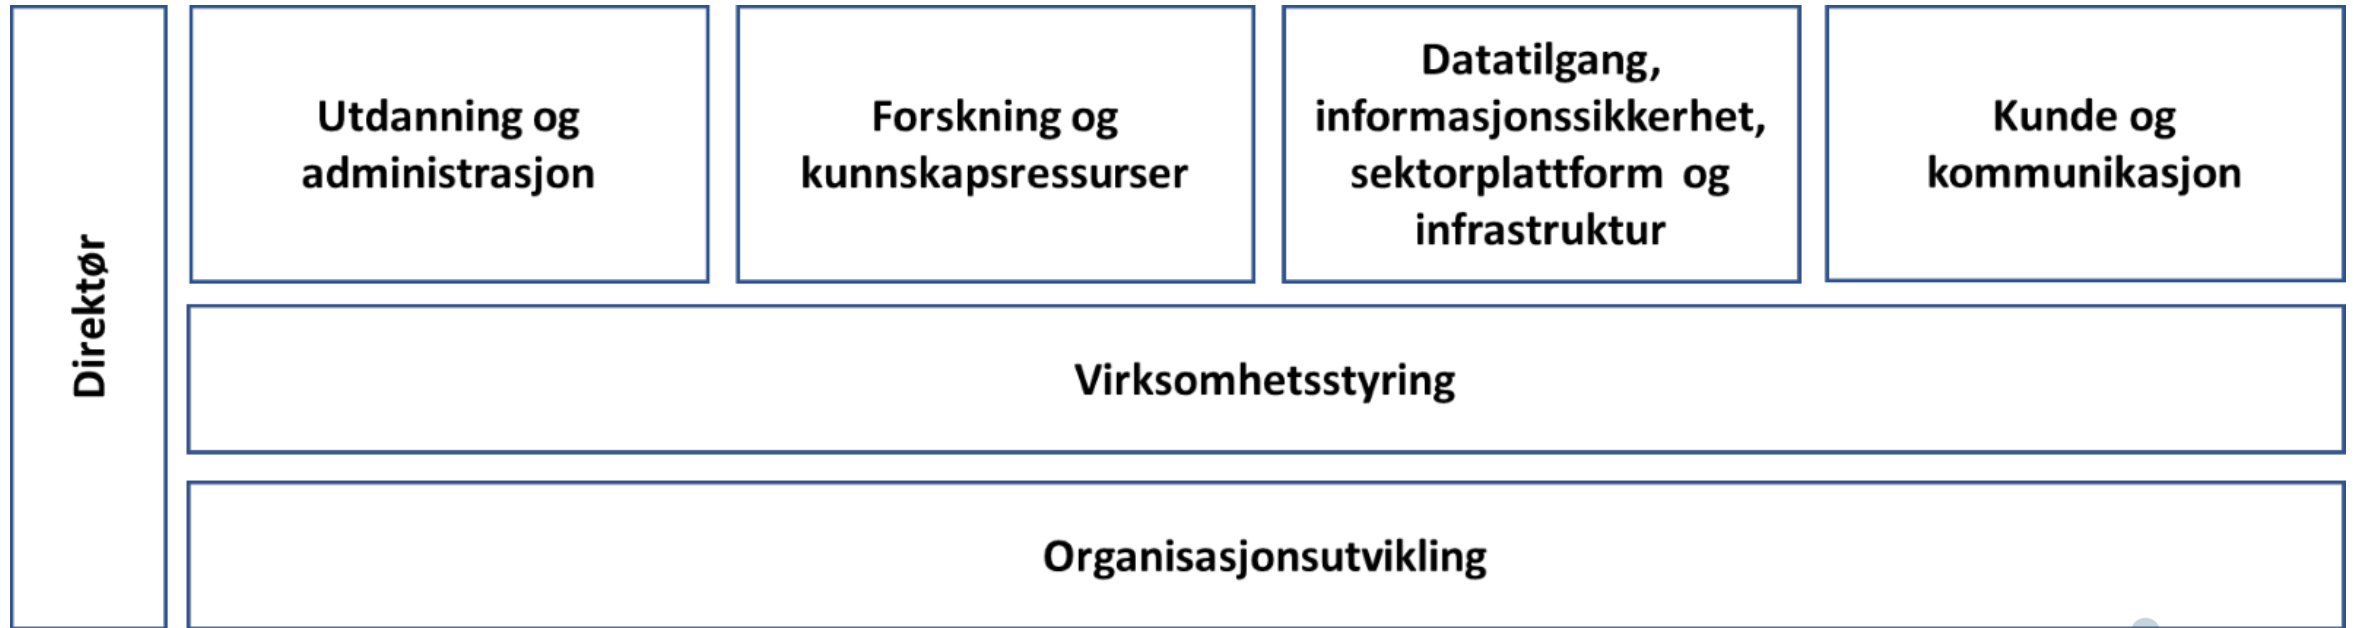 Direktør
Utdanning og
administrasjon
Forskning og
kunnskapsressurser
Datatilgang,
informasjonssikkerhet,
sektorplattform og
infrastruktur
Kunde og
kommunikasjon
Virksomhetsstyring
Organisasjonsutvikling